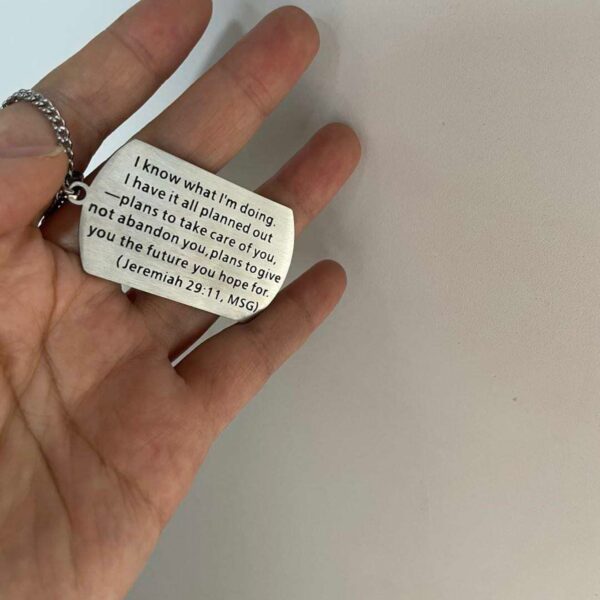 I know what I'm doing.
I have it all planned out
—plans to take care of you,
not abandon you, plans to give
you the future you hope for.
(Jeremiah 29:11, MSG)